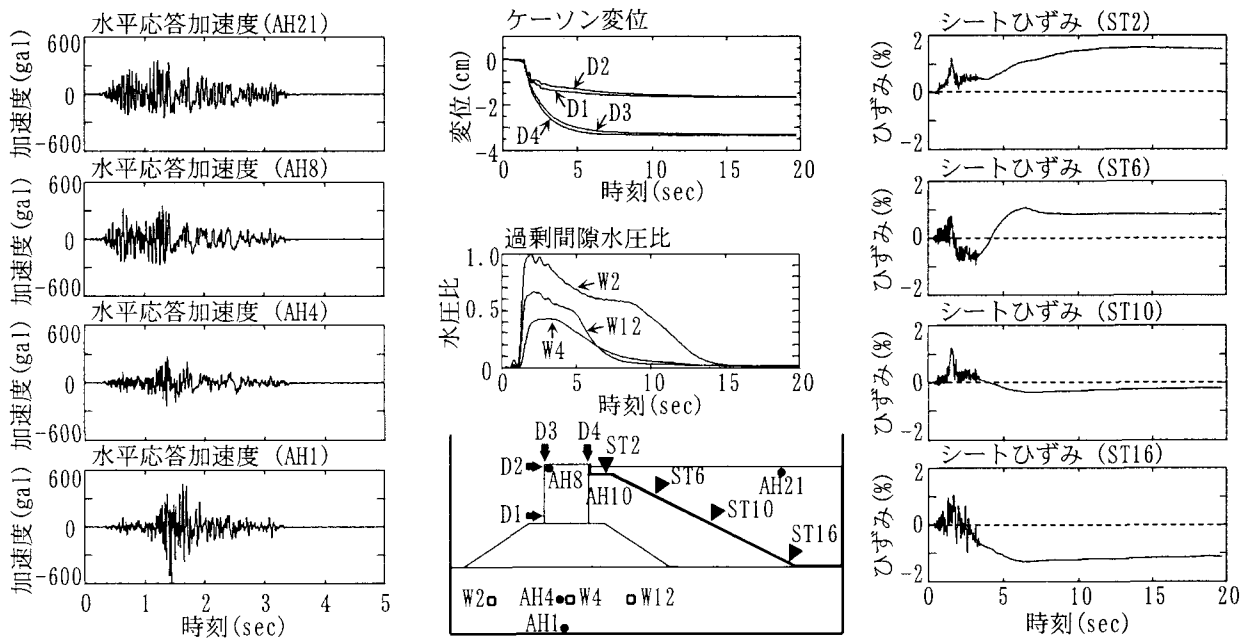 水平応答加速度(AH21)
600
0
-600
加速度(gal)
水平応答加速度(AH8)
600
0
-600
加速度(gal)
水平応答加速度(AH4)
600
0
-600
加速度(gal)
水平応答加速度(AH1)
600
0
-600
加速度(gal)
0 1 2 3 4 5
時刻(sec)
ケーソン変位
0
-2
-4
変位(cm)
D2
D1
D3
D4
0 5 10 15 20
時刻(sec)
過剰間隙水圧比
1.0
0.5
0
水圧比
W2
W12
W4
0 5 10 15 20
時刻(sec)
D3 D4 ST2
D2 AH8 ST6
AH10 AH21
D1 ST10
ST16
W2 AH4 W4 W12
AH1
シートひずみ (ST2)
2
0
-2
ひずみ(%)
シートひずみ (ST6)
2
0
-2
ひずみ(%)
シートひずみ (ST10)
2
0
-2
ひずみ(%)
シートひずみ (ST16)
2
0
-2
ひずみ(%)
0 5 10 15 20
時刻(sec)